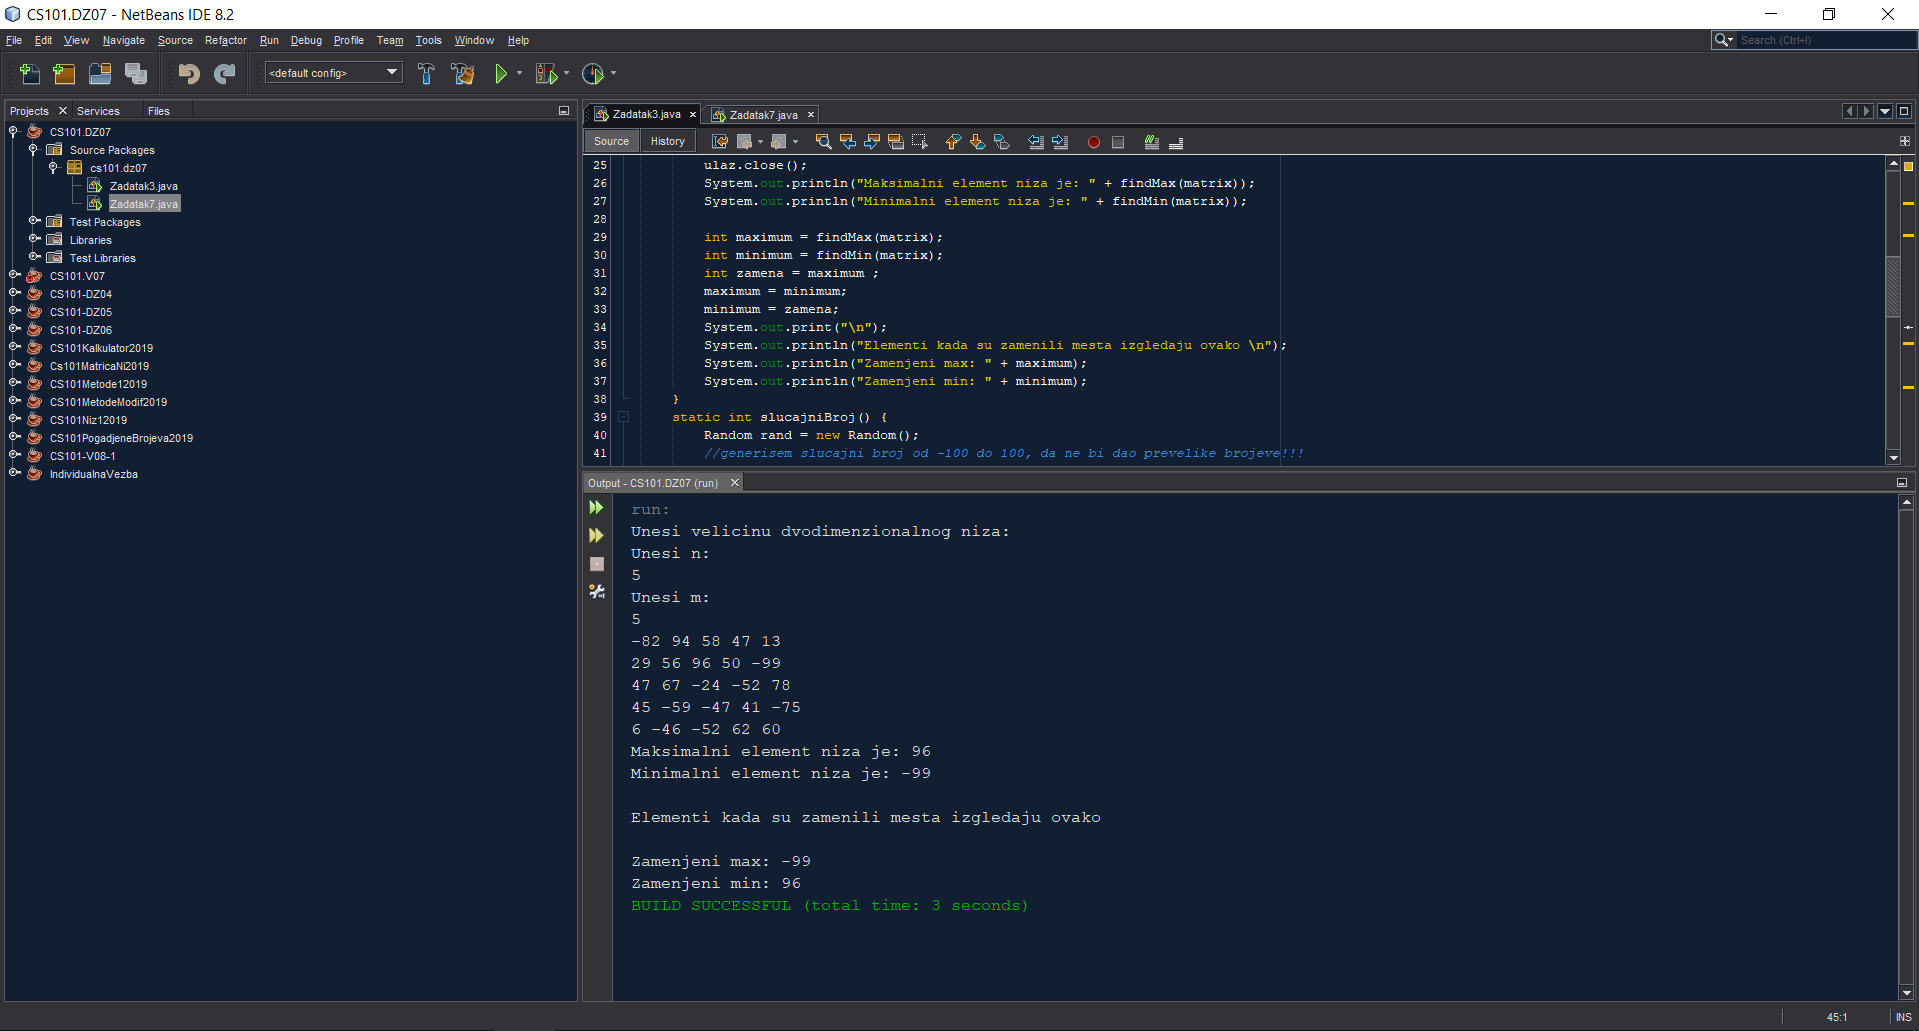 CS101.DZ07 - NetBeans IDE 8.2
File Edit View Navigate Source Refactor Run Debug Profile Team Tools Window Help
Search (Ctrl+I)
<default config>
Projects Services Files
CS101.DZ07
Source Packages
cs101.dz07
Zadatak3.java
Zadatak7.java
Test Packages
Libraries
Test Libraries
CS101.V07
CS101-DZ04
CS101-DZ05
CS101-DZ06
CS101Kalkulator2019
Cs101MatricaNi2019
CS101Metode12019
CS101MetodeModif2019
CS101Niz12019
CS101PogadjeneBrojeva2019
CS101-V08-1
IndividualnaVezba
Zadatak3.java Zadatak7.java
Source History
25 ulaz.close();
26 System.out.println("Maksimalni element niza je: " + findMax(matrix));
27 System.out.println("Minimalni element niza je: " + findMin(matrix));
28
29 int maximum = findMax(matrix);
30 int minimum = findMin(matrix);
31 int zamena = maximum ;
32 maximum = minimum;
33 minimum = zamena;
34 System.out.print("\n");
35 System.out.println("Elementi kada su zamenili mesta izgledaju ovako \n");
36 System.out.println("Zamenjeni max: " + maximum);
37 System.out.println("Zamenjeni min: " + minimum);
38 }
39 static int slucajniBroj() {
40 Random rand = new Random();
41 //generisem slucajni broj od -100 do 100, da ne bi dao prevelike brojeve!!!
Output - CS101.DZ07 (run)
run:
Unesi velicinu dvodimenzionalnog niza:
Unesi n:
5
Unesi m:
5
-82 94 58 47 13
29 56 96 50 -99
47 67 -24 -52 78
45 -59 -47 41 -75
6 -46 -52 62 60
Maksimalni element niza je: 96
Minimalni element niza je: -99
Elementi kada su zamenili mesta izgledaju ovako
Zamenjeni max: -99
Zamenjeni min: 96
BUILD SUCCESSFUL (total time: 3 seconds)
45:1 INS